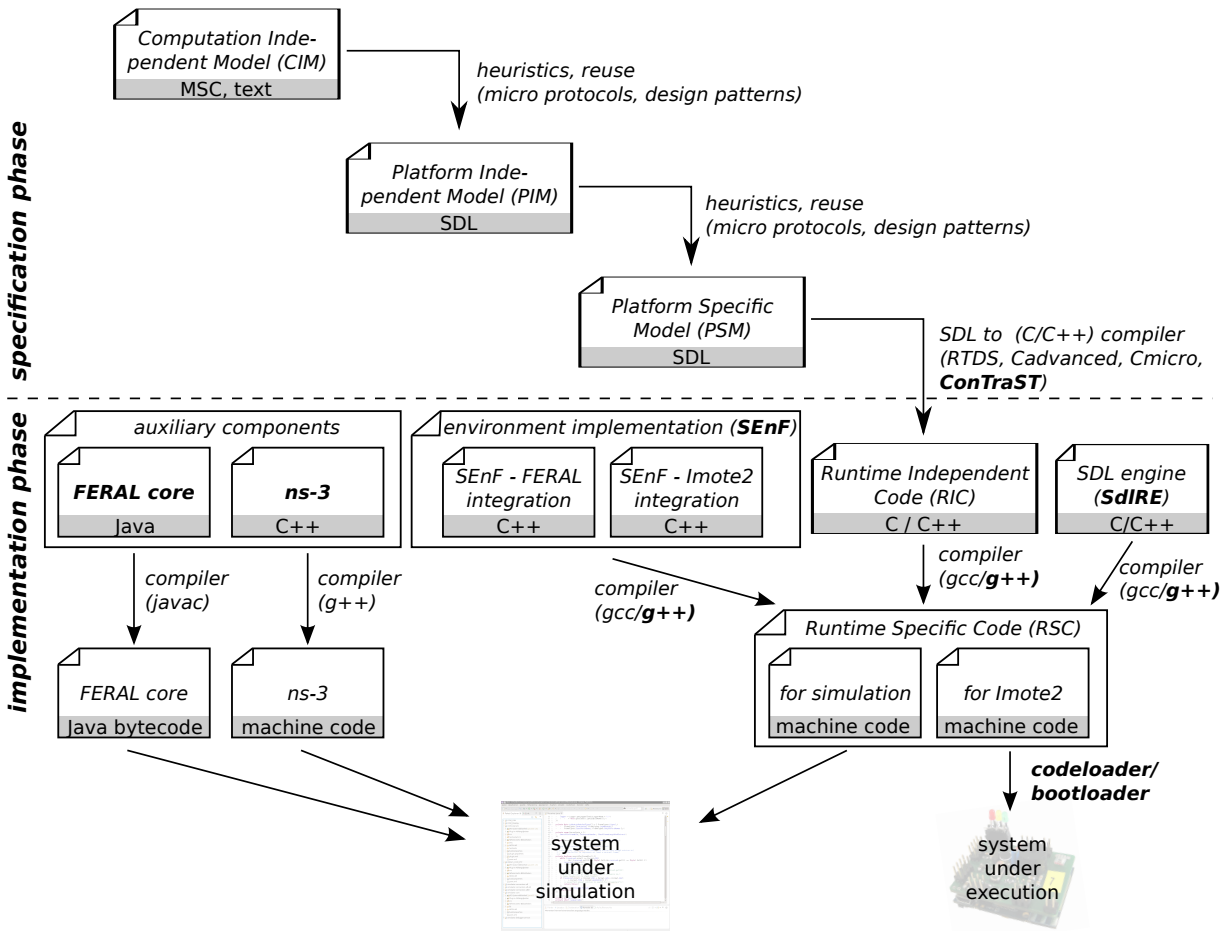 Computation Inde-
pendent Model (CIM)
MSC, text
heuristics, reuse
(micro protocols, design patterns)
Platform Inde-
pendent Model (PIM)
SDL
heuristics, reuse
(micro protocols, design patterns)
Platform Specific
Model (PSM)
SDL
SDL to (C/C++) compiler
(RTDS, Cadvanced, Cmicro,
ConTraST)
specification phase
implementation phase
auxiliary components
FERAL core
Java
ns-3
C++
environment implementation (SEnF)
SEnF - FERAL
integration
C++
SEnF - Imote2
integration
C++
Runtime Independent
Code (RIC)
C / C++
SDL engine
(SdlRE)
C/C++
compiler
(javac)
compiler
(g++)
compiler
(gcc/g++)
compiler
(gcc/g++)
compiler
(gcc/g++)
FERAL core
Java bytecode
ns-3
machine code
Runtime Specific Code (RSC)
for simulation
machine code
for Imote2
machine code
codeloader/
bootloader
system
under
simulation
system
under
execution